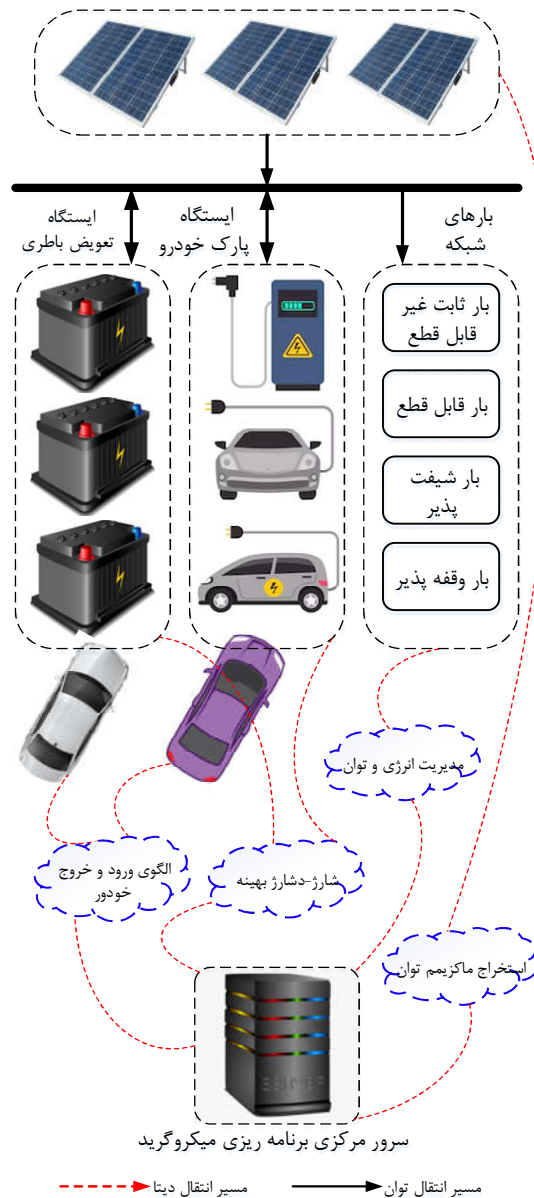 ایستگاه
تعویض باطری
ایستگاه
پارک خودرو
بارهای
شبکه
بار ثابت غیر
قابل قطع
بار قابل قطع
بار شیفت
پذیر
بار وقفه پذیر
مدیریت انرژی و توان
الگوی ورود و خروج
خودور
شارژ-دشارژ بهینه
استخراج ماکزیمم توان
SERVER
سرور مرکزی برنامه ریزی میکروگرید
مسیر انتقال دیتا
مسیر انتقال توان